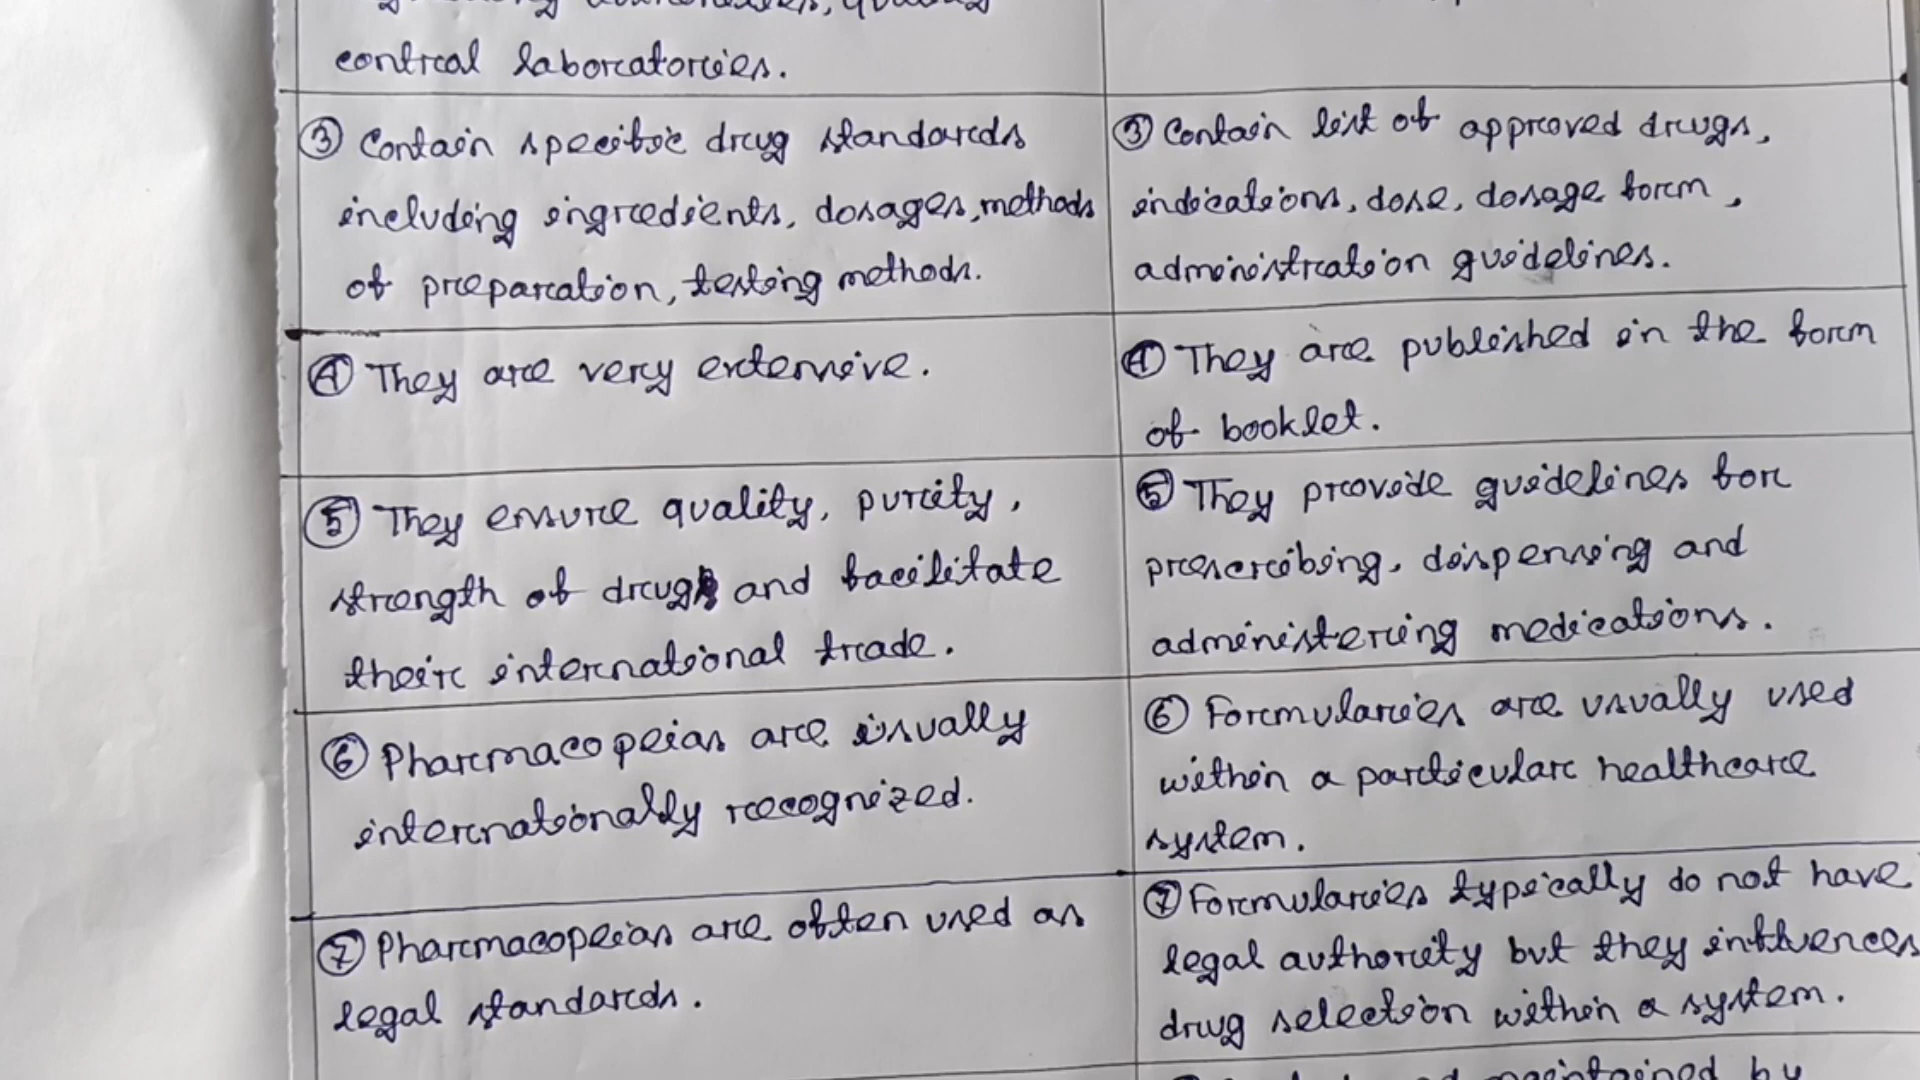 control laboratories.
③ Contain specific drug standards
including ingredients, dosages, methods
of preparation, testing methods.
④ They are very extensive.
⑤ They ensure quality, purity,
strength of drugs and facilitate
their international trade.
⑥ Pharmacopeias are usually
internationally recognized.
⑦ Pharmacopeias are often used as
legal standards.
③ Contain list of approved drugs,
indications, dose, dosage form,
administration guidelines.
④ They are published in the form
of booklet.
⑤ They provide guidelines for
prescribing, dispensing and
administering medications.
⑥ Formularies are usually used
within a particular healthcare
system.
⑦ Formularies typically do not have
legal authority but they influences
drug selection within a system.
maintained by